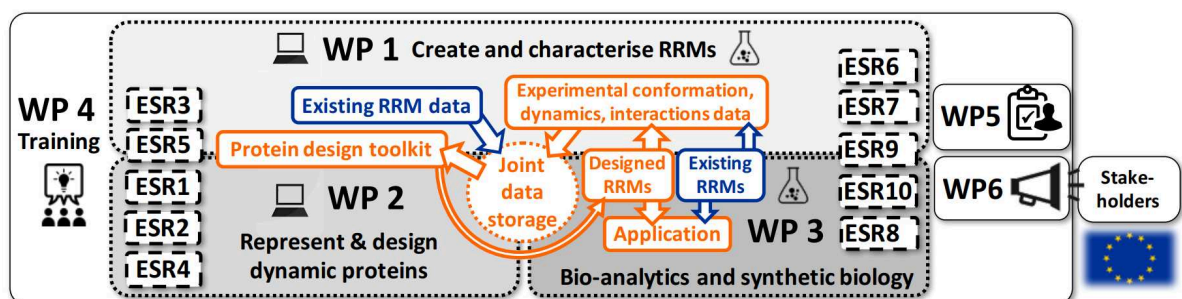 WP 1 Create and characterise RRMs
WP 4
Training
ESR3
ESR5
ESR1
ESR2
ESR4
Existing RRM data
Experimental conformation,
dynamics, interactions data
Protein design toolkit
Joint
data
storage
Designed
RRMs
Existing
RRMs
Application
WP 2
Represent & design
dynamic proteins
WP 3
Bio-analytics and synthetic biology
ESR6
ESR7
ESR9
ESR10
ESR8
WP5
WP6
Stake-
holders